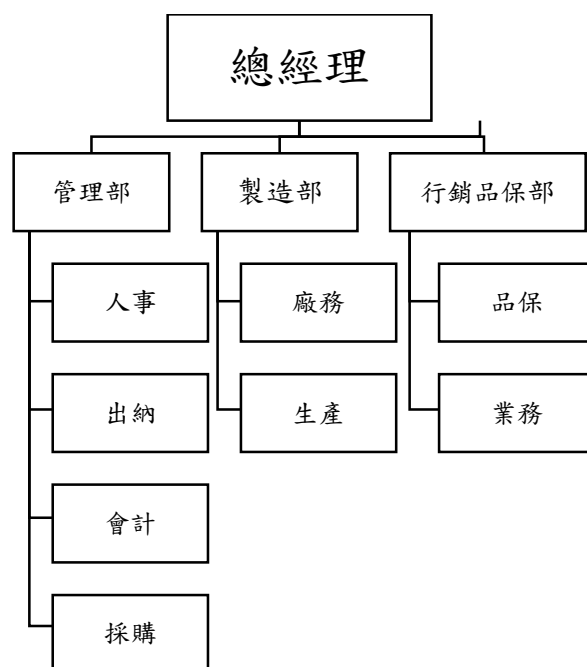 總經理
管理部
製造部
行銷品保部
人事
廠務
品保
出納
生產
業務
會計
採購